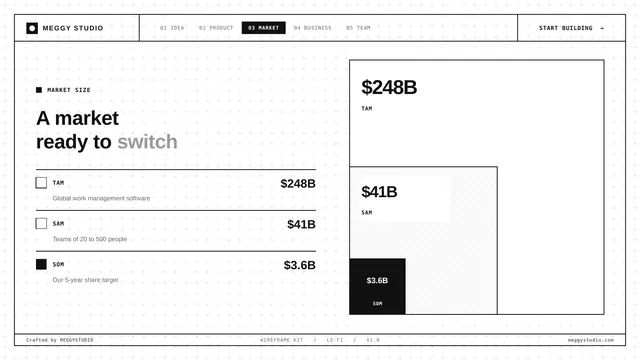 MEGGY STUDIO
01 IDEA
02 PRODUCT
03 MARKET
04 BUSINESS
05 TEAM
START BUILDING →
MARKET SIZE
A market
ready to switch
TAM $248B
Global work management software
SAM $41B
Teams of 20 to 500 people
SOM $3.6B
Our 5-year share target
$248B
TAM
$41B
SAM
$3.6B
SOM
Crafted by MEGGYSTUDIO
WIREFRAME KIT / LO-FI / V1.0
meggystudio.com